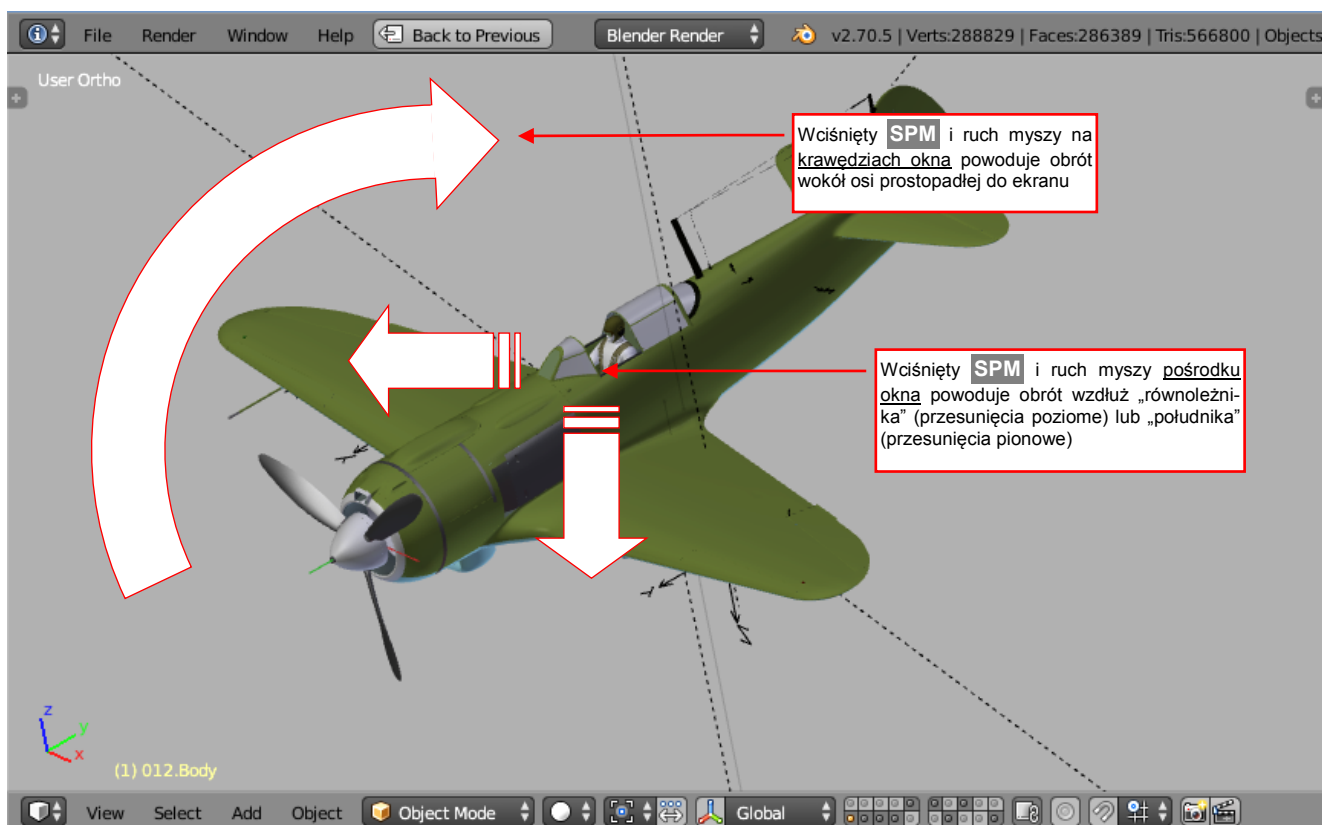 File Render Window Help Back to Previous Blender Render v2.70.5 | Verts:288829 | Faces:286389 | Tris:566800 | Objects
User Ortho
Wciśnięty SPM i ruch myszy na
krawędziach okna powoduje obrót
wokół osi prostopadłej do ekranu
Wciśnięty SPM i ruch myszy pośrodku
okna powoduje obrót wzdłuż „równoleżni-
ka” (przesunięcia poziome) lub „południka”
(przesunięcia pionowe)
z
y
x
(1) 012.Body
View Select Add Object Object Mode Global